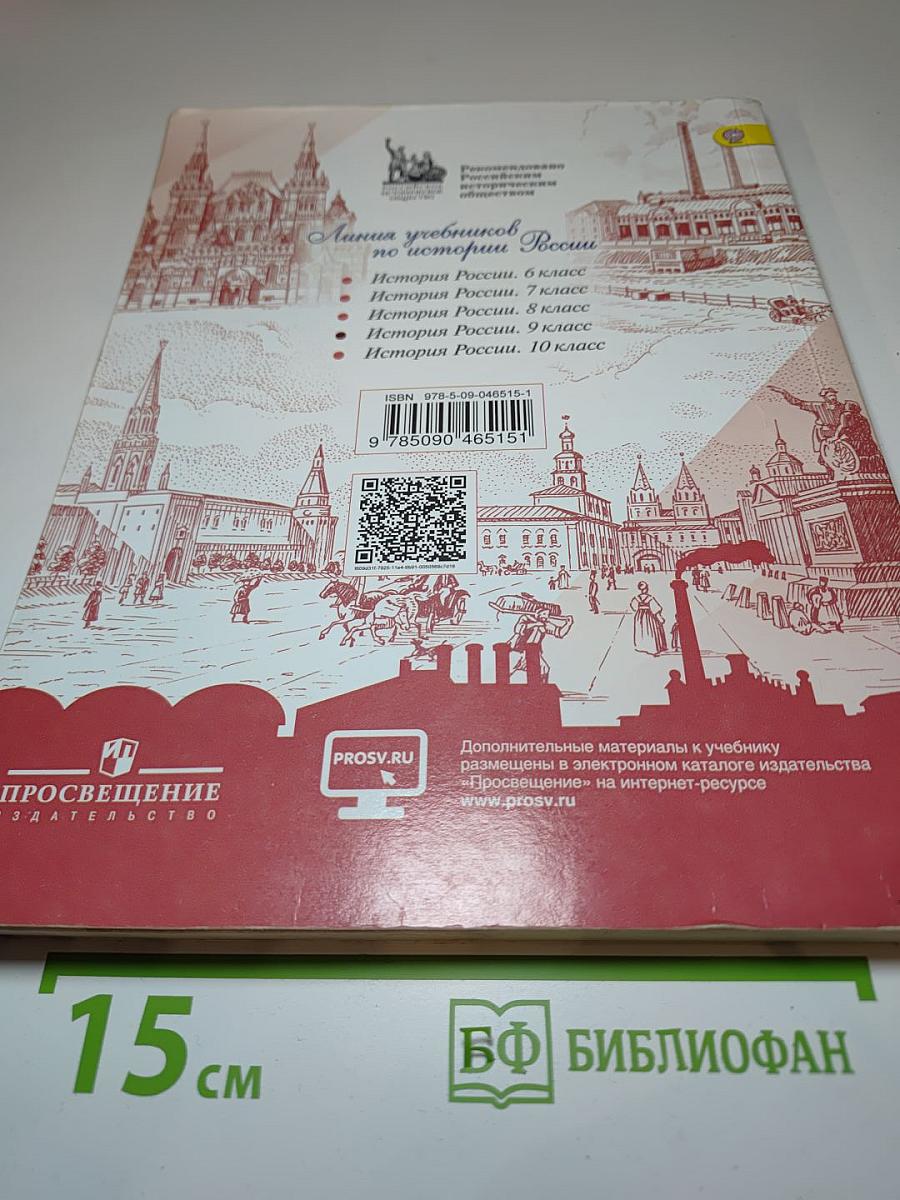 Рекомендовано
Российским
историческим
обществом
Линия учебников
по истории России
История России. 6 класс
История России. 7 класс
История России. 8 класс
История России. 9 класс
История России. 10 класс
ISBN 978-5-09-046515-1
9 785090 465151
ИП
ПРОСВЕЩЕНИЕ
ЗДАТЕЛЬСТВО
PROSV.RU
Дополнительные материалы к учебнику
размещены в электронном каталоге издательства
«Просвещение» на интернет-ресурсе
www.prosv.ru
15 см
БФ БИБЛИОФАН